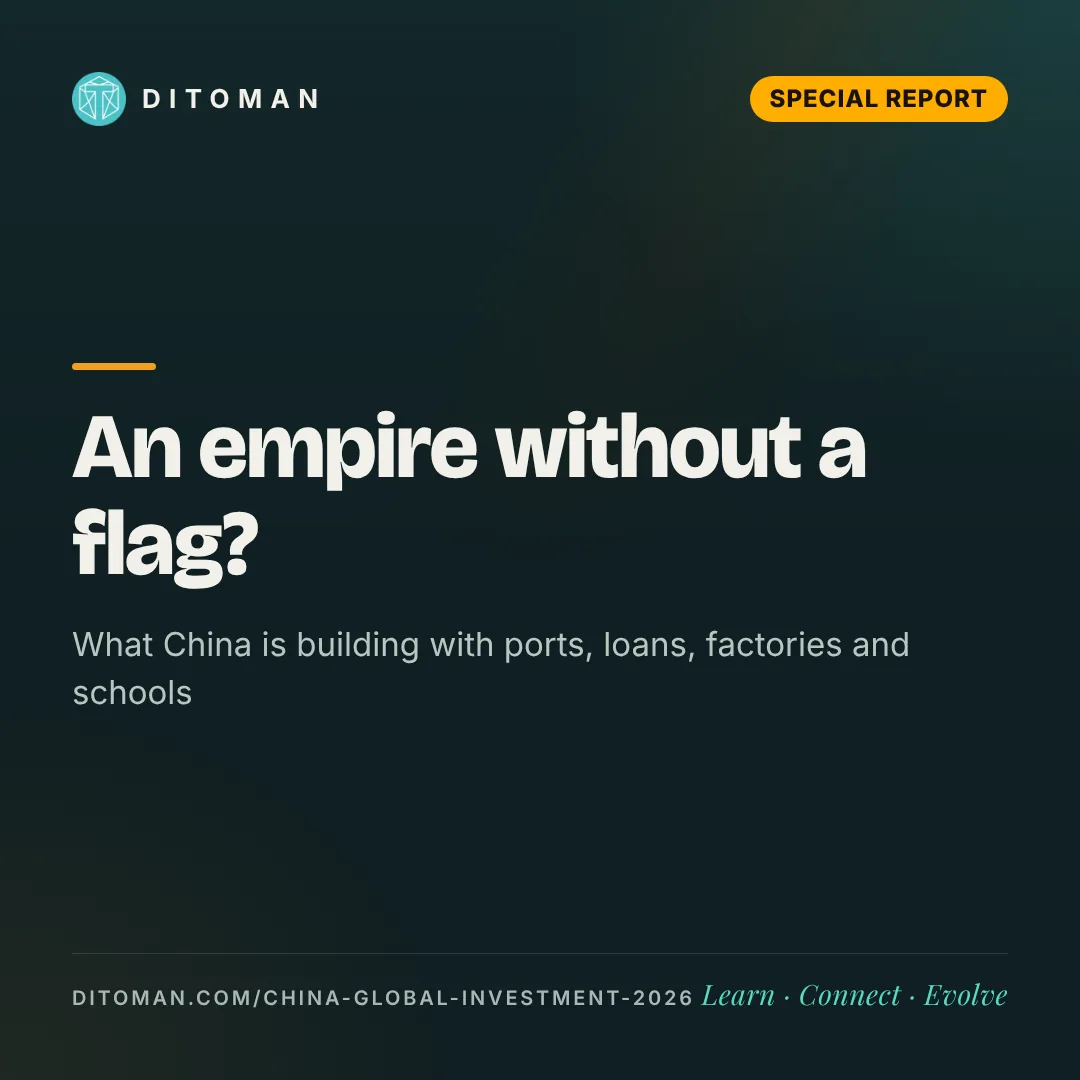 DITOMAN
SPECIAL REPORT
An empire without a
flag?
What China is building with ports, loans, factories and
schools
DITOMAN.COM/CHINA-GLOBAL-INVESTMENT-2026
Learn · Connect · Evolve